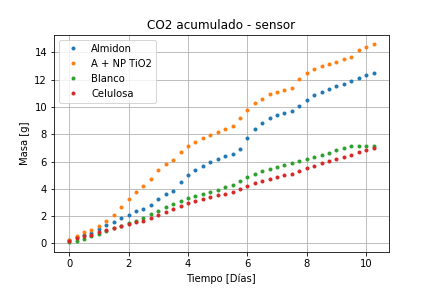 CO2 acumulado - sensor
Almidon
A + NP TiO2
Blanco
Celulosa
Masa [g]
14
12
10
8
6
4
2
0
0 2 4 6 8 10
Tiempo [Días]